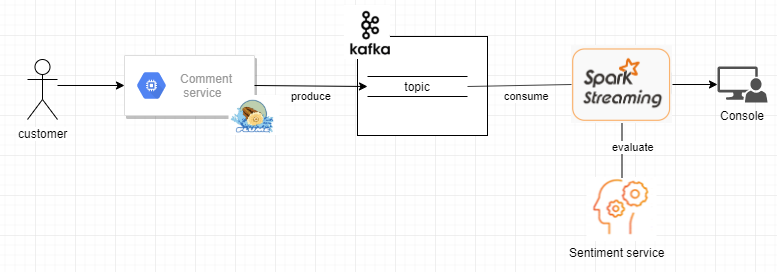 kafka
Comment
service
Spark
Streaming
topic
produce
consume
customer
Console
evaluate
Sentiment service